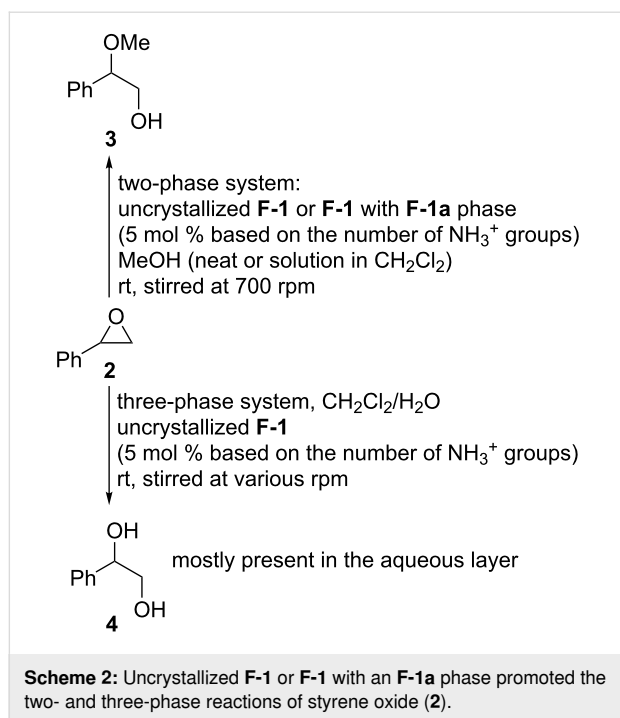 OMe
Ph
OH
3
two-phase system:
uncrystallized F-1 or F-1 with F-1a phase
(5 mol % based on the number of NH₃⁺ groups)
MeOH (neat or solution in CH₂Cl₂)
rt, stirred at 700 rpm
O
Ph
2
three-phase system, CH₂Cl₂/H₂O
uncrystallized F-1
(5 mol % based on the number of NH₃⁺ groups)
rt, stirred at various rpm
OH
Ph
OH
mostly present in the aqueous layer
4
Scheme 2: Uncrystallized F-1 or F-1 with an F-1a phase promoted the
two- and three-phase reactions of styrene oxide (2).